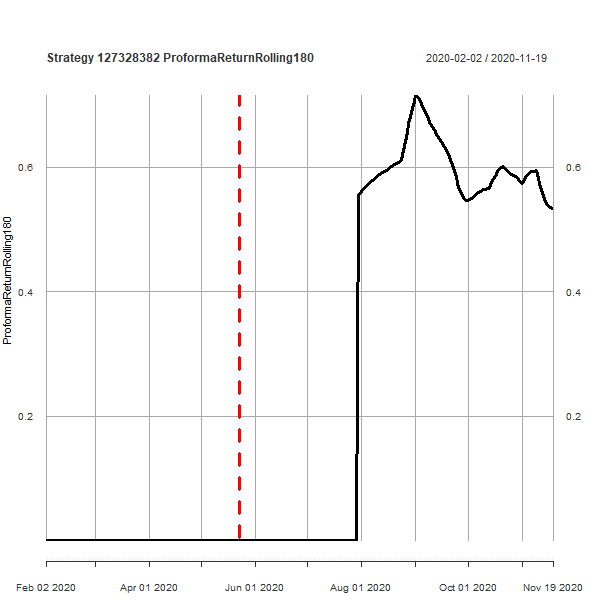 Strategy 127328382 ProformaReturnRolling180
2020-02-02 / 2020-11-19
ProformaReturnRolling180
0.6
0.6
0.4
0.4
0.2
0.2
Feb 02 2020
Apr 01 2020
Jun 01 2020
Aug 01 2020
Oct 01 2020
Nov 19 2020